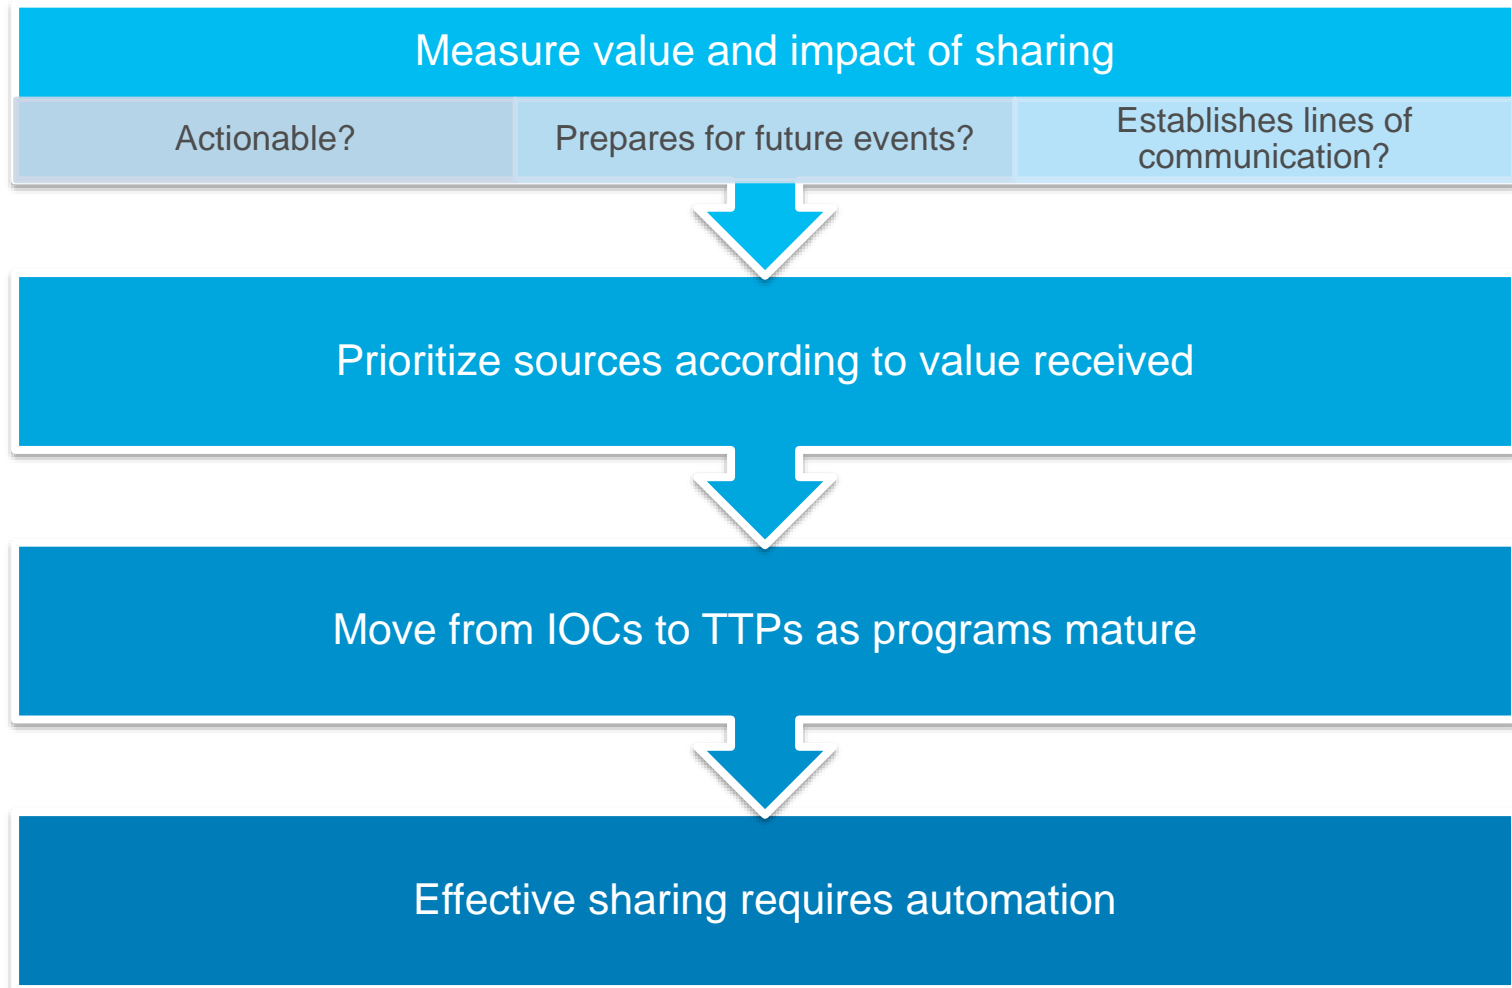 Measure value and impact of sharing
Actionable?
Prepares for future events?
Establishes lines of
communication?
Prioritize sources according to value received
Move from IOCs to TTPs as programs mature
Effective sharing requires automation